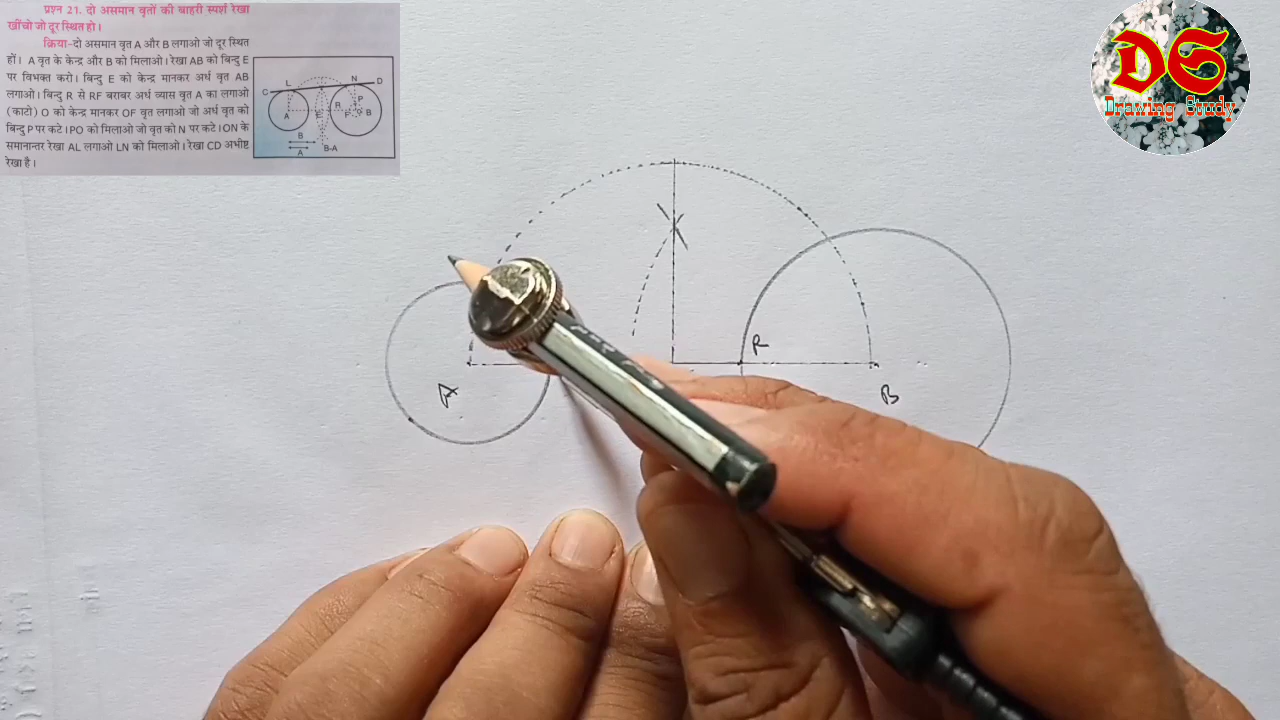 प्रश्न 21. दो असमान वृतों की बाहरी स्पर्श रेखा
खींचो जो दूर स्थित हो।
क्रिया-दो असमान वृत A और B लगाओ जो दूर स्थित
हों। A वृत के केन्द्र और B को मिलाओ। रेखा AB को बिन्दु E
पर विभक्त करो। बिन्दु E को केन्द्र मानकर अर्ध वृत AB
लगाओ। बिन्दु R से RF बराबर अर्ध व्यास वृत A का लगाओ
(काटो) O को केन्द्र मानकर OF वृत लगाओ जो अर्ध वृत को
बिन्दु P पर कटे। PO को मिलाओ जो वृत को N पर कटे। ON के
समानान्तर रेखा AL लगाओ LN को मिलाओ। रेखा CD अभीष्ट
रेखा है।
C L N D
A E R P F B
B
A B-A
DS
Drawing Study
R
A B